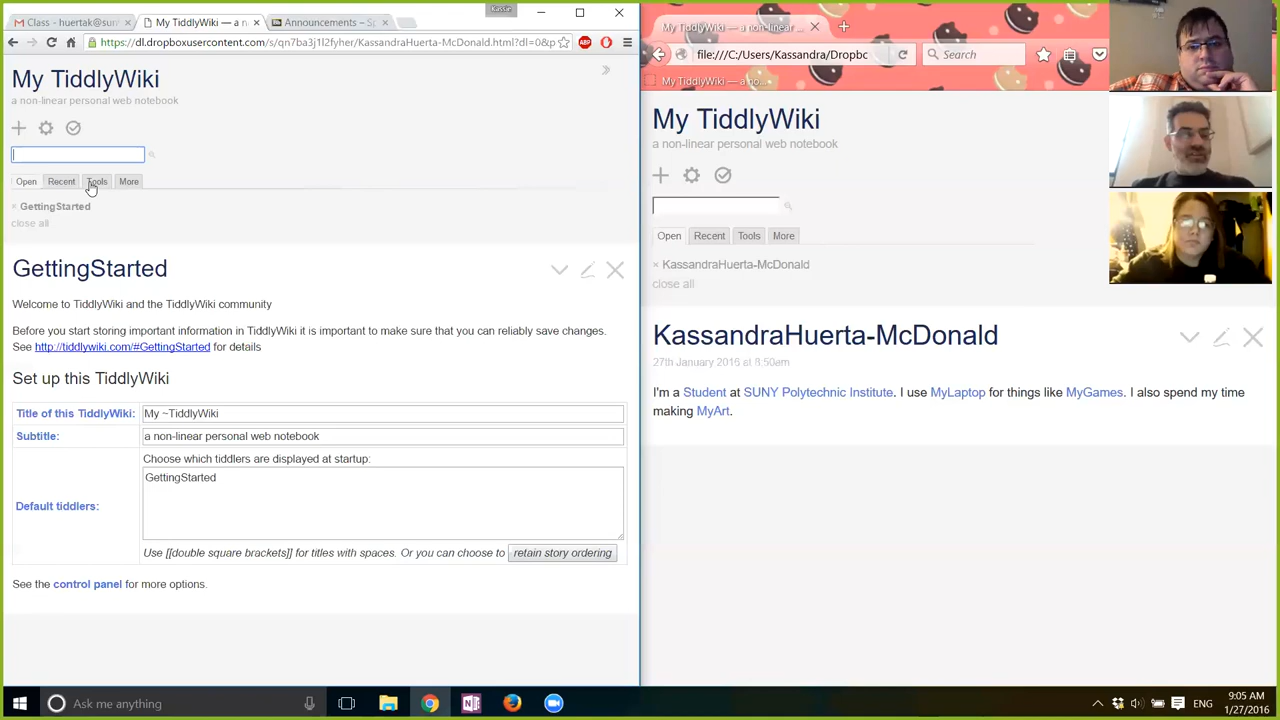 Class - huertak@sun
My TiddlyWiki — a n
Announcements – Sp
Kassie
https://dl.dropboxusercontent.com/s/qn7ba3j1l2fyher/KassandraHuerta-McDonald.html?dl=0&p
ABP
My TiddlyWiki
a non-linear personal web notebook
Open Recent Tools More
× GettingStarted
close all
GettingStarted
Welcome to TiddlyWiki and the TiddlyWiki community
Before you start storing important information in TiddlyWiki it is important to make sure that you can reliably save changes.
See http://tiddlywiki.com/#GettingStarted for details
Set up this TiddlyWiki
Title of this TiddlyWiki: My ~TiddlyWiki
Subtitle: a non-linear personal web notebook
Choose which tiddlers are displayed at startup:
Default tiddlers: GettingStarted
Use [[double square brackets]] for titles with spaces. Or you can choose to retain story ordering
See the control panel for more options.
My TiddlyWiki — a non-linear ...
file:///C:/Users/Kassandra/Dropbc
Search
My TiddlyWiki — a no...
My TiddlyWiki
a non-linear personal web notebook
Open Recent Tools More
× KassandraHuerta-McDonald
close all
KassandraHuerta-McDonald
27th January 2016 at 8:50am
I'm a Student at SUNY Polytechnic Institute. I use MyLaptop for things like MyGames. I also spend my time
making MyArt.
Ask me anything
ENG
9:05 AM
1/27/2016